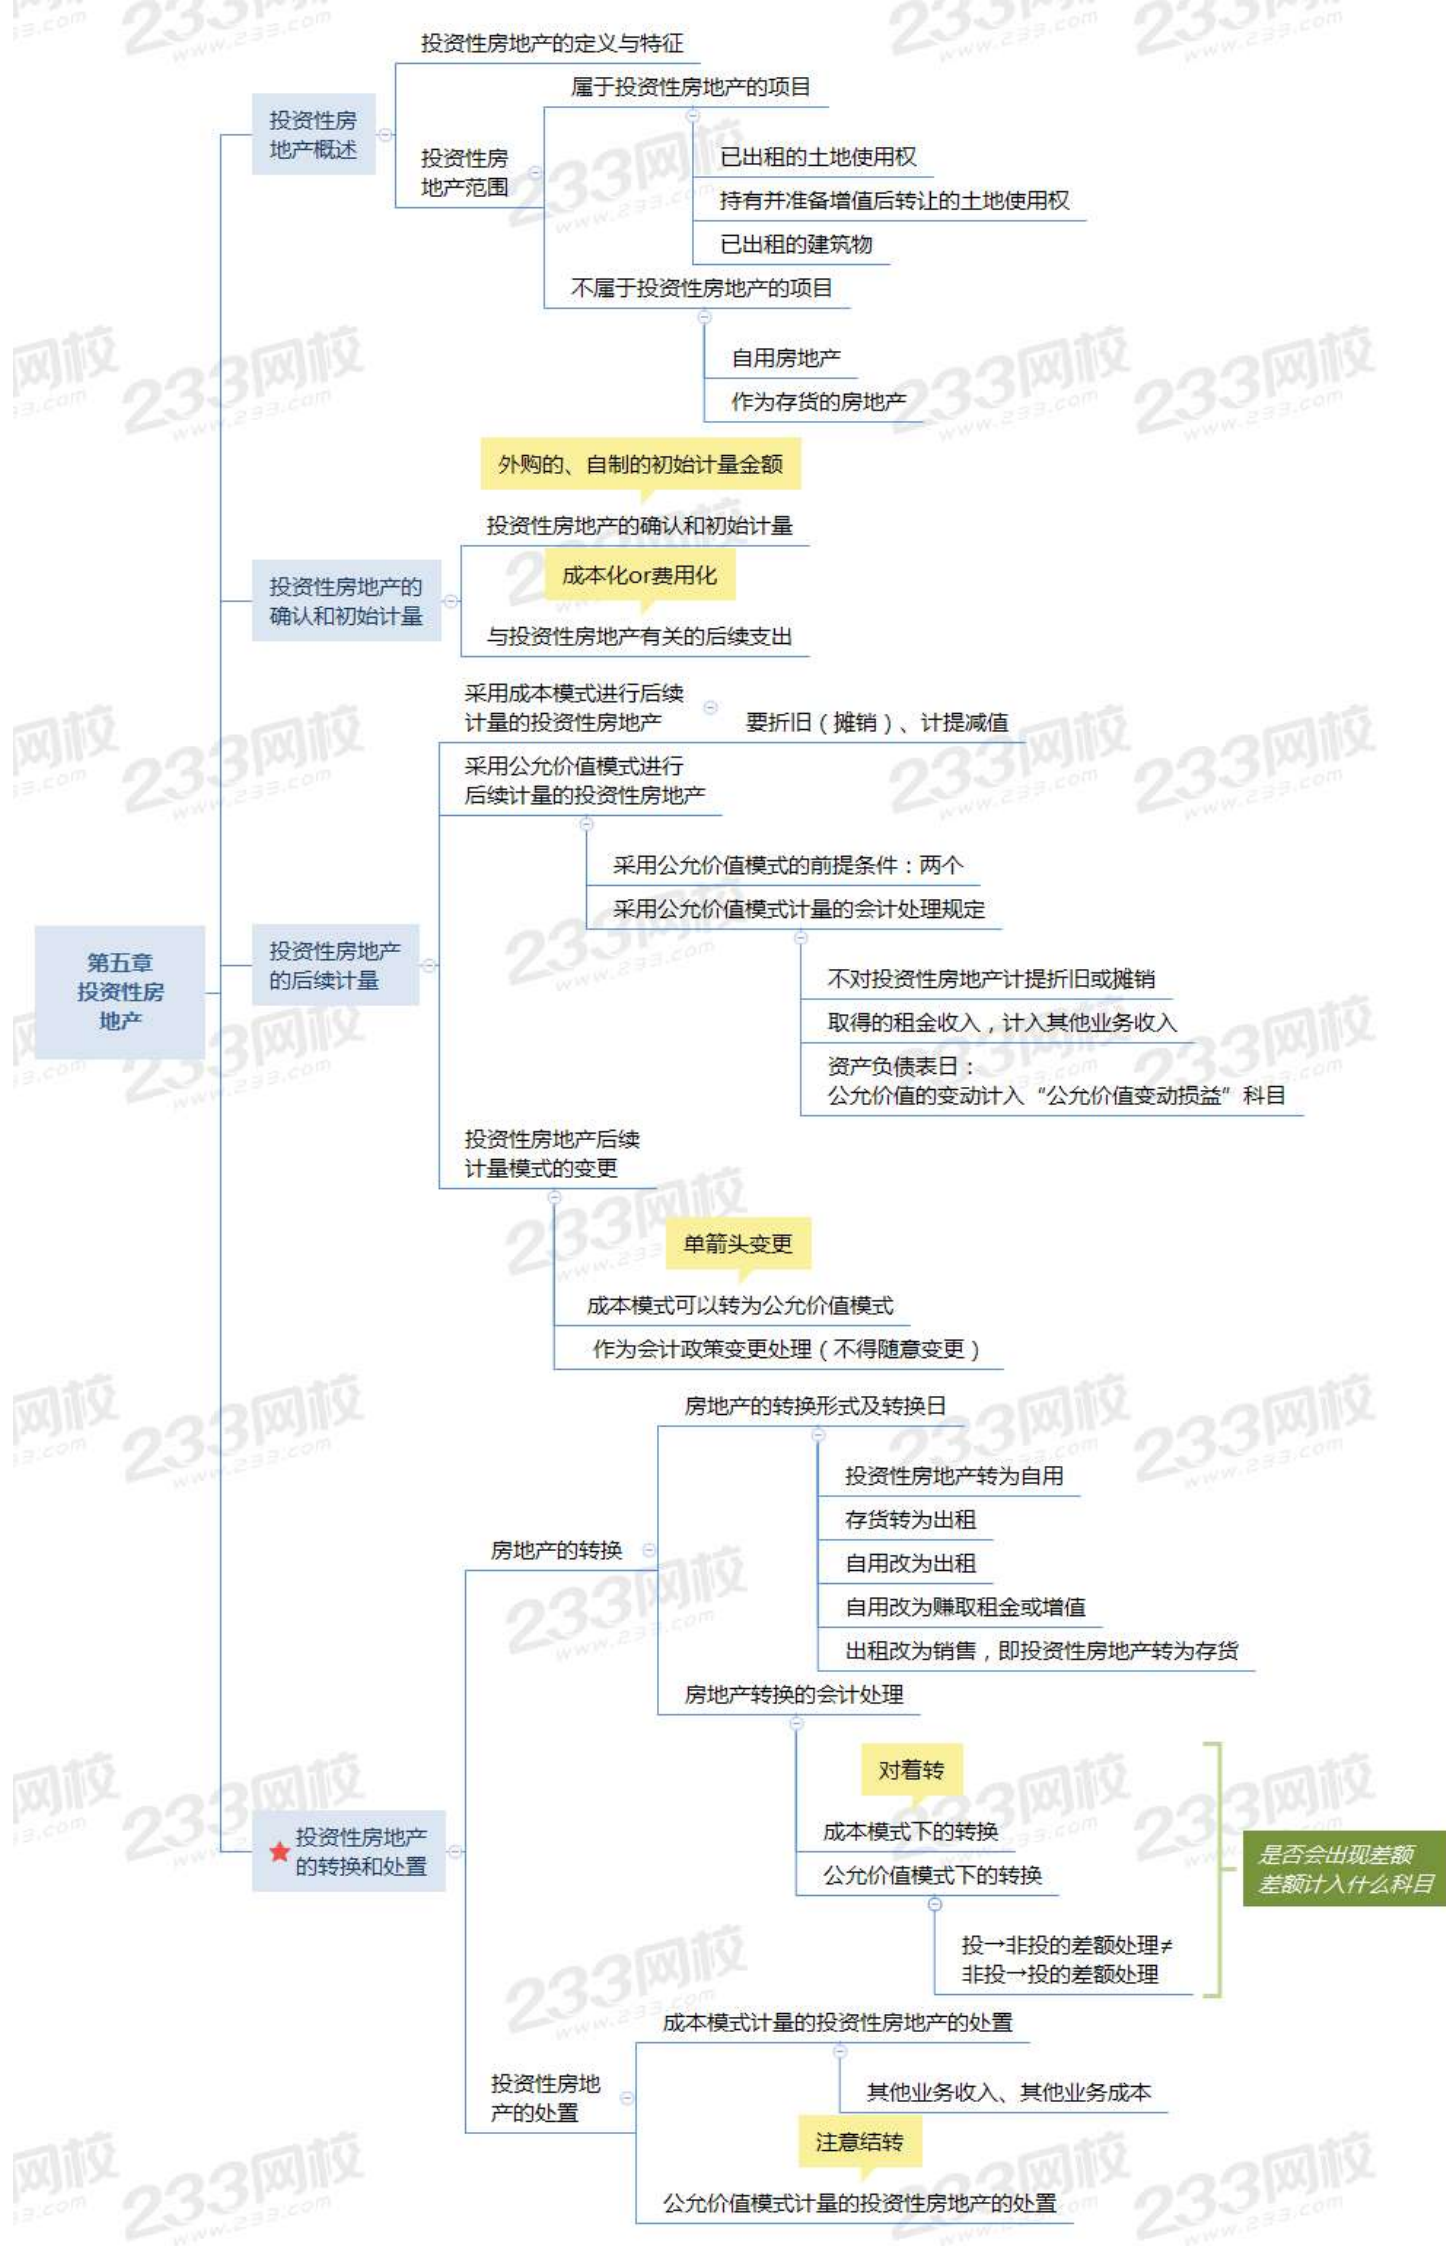 投资性房地产的定义与特征
属于投资性房地产的项目
投资性房
地产概述
投资性房
地产范围
已出租的土地使用权
持有并准备增值后转让的土地使用权
已出租的建筑物
不属于投资性房地产的项目
自用房地产
作为存货的房地产
外购的、自制的初始计量金额
投资性房地产的确认和初始计量
成本化or费用化
投资性房地产的
确认和初始计量
与投资性房地产有关的后续支出
采用成本模式进行后续
计量的投资性房地产
要折旧（摊销）、计提减值
采用公允价值模式进行
后续计量的投资性房地产
采用公允价值模式的前提条件：两个
采用公允价值模式计量的会计处理规定
第五章
投资性房
地产
投资性房地产
的后续计量
不对投资性房地产计提折旧或摊销
取得的租金收入，计入其他业务收入
资产负债表日：
公允价值的变动计入“公允价值变动损益”科目
投资性房地产后续
计量模式的变更
单箭头变更
成本模式可以转为公允价值模式
作为会计政策变更处理（不得随意变更）
房地产的转换形式及转换日
投资性房地产转为自用
存货转为出租
房地产的转换
自用改为出租
自用改为赚取租金或增值
出租改为销售，即投资性房地产转为存货
房地产转换的会计处理
对着转
成本模式下的转换
公允价值模式下的转换
★投资性房地产
的转换和处置
是否会出现差额
差额计入什么科目
投→非投的差额处理≠
非投→投的差额处理
成本模式计量的投资性房地产的处置
投资性房地
产的处置
其他业务收入、其他业务成本
注意结转
公允价值模式计量的投资性房地产的处置
233网校
www.233.com